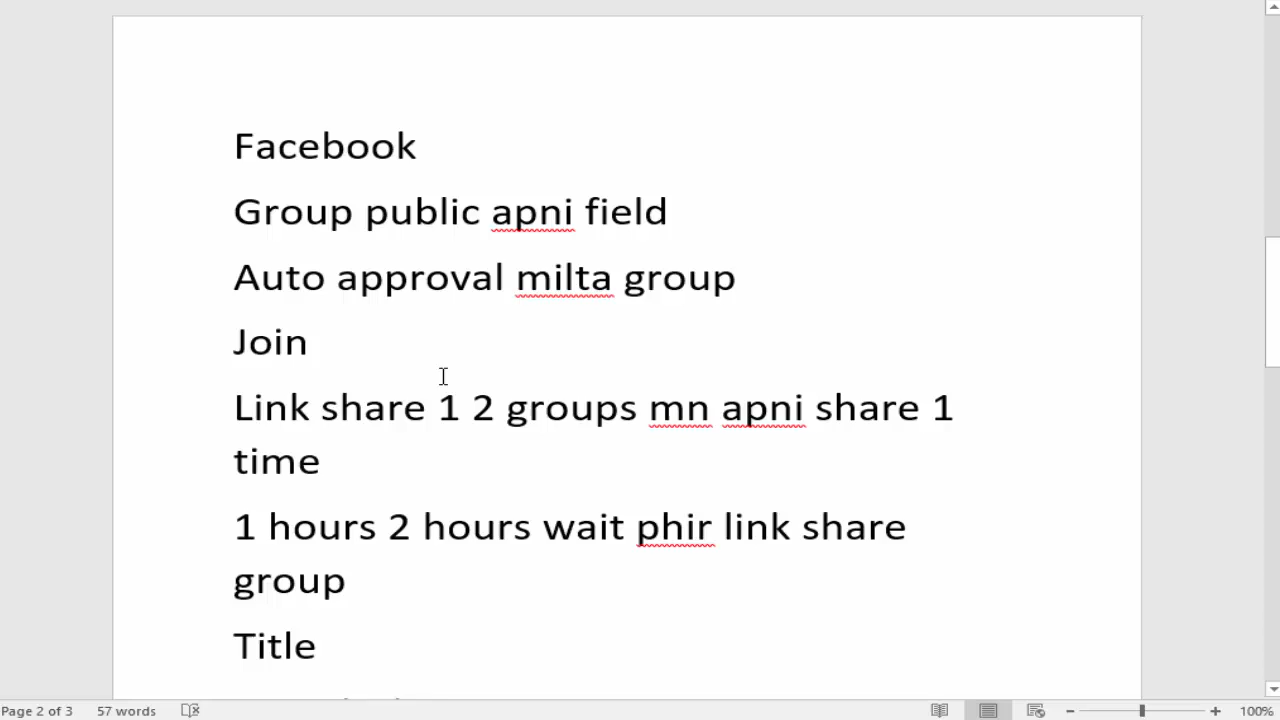 Facebook
Group public apni field
Auto approval milta group
Join
Link share 1 2 groups mn apni share 1
time
1 hours 2 hours wait phir link share
group
Title
Page 2 of 3 57 words 100%